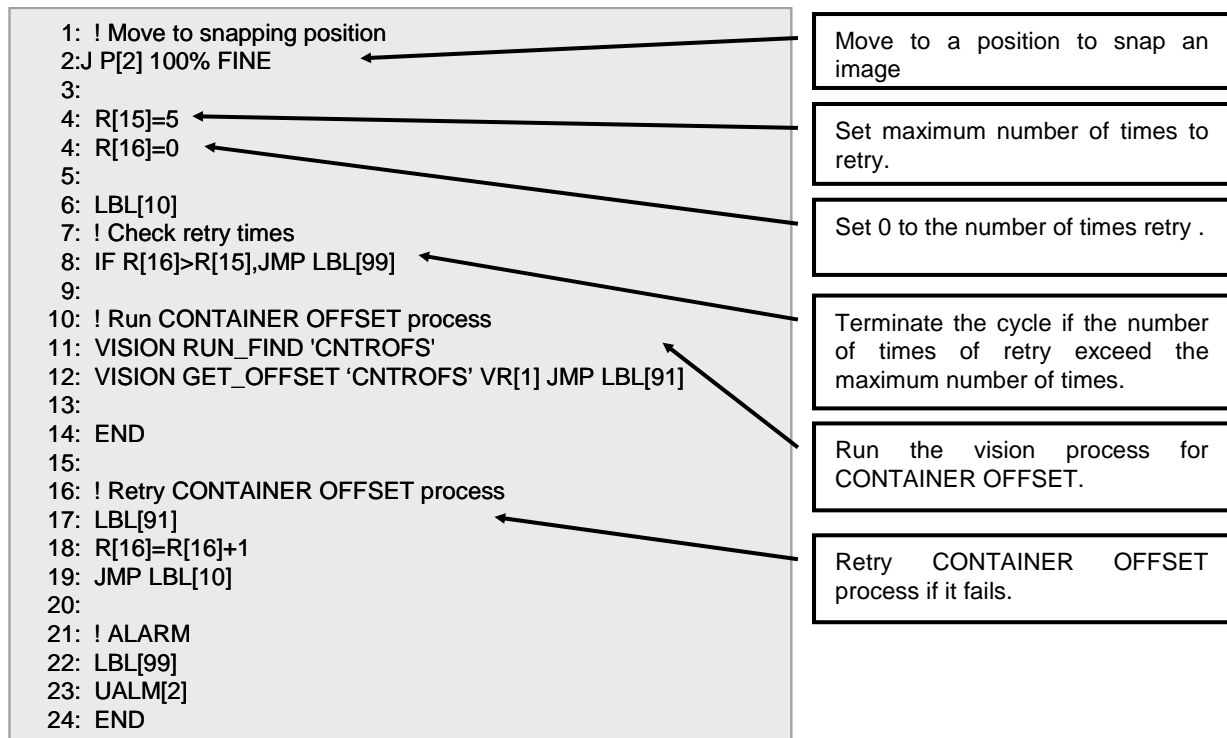 1: ! Move to snapping position
2:J P[2] 100% FINE
3:
4: R[15]=5
4: R[16]=0
5:
6: LBL[10]
7: ! Check retry times
8: IF R[16]>R[15],JMP LBL[99]
9:
10: ! Run CONTAINER OFFSET process
11: VISION RUN_FIND 'CNTROFS'
12: VISION GET_OFFSET ‘CNTROFS’ VR[1] JMP LBL[91]
13:
14: END
15:
16: ! Retry CONTAINER OFFSET process
17: LBL[91]
18: R[16]=R[16]+1
19: JMP LBL[10]
20:
21: ! ALARM
22: LBL[99]
23: UALM[2]
24: END
Move to a position to snap an
image
Set maximum number of times to
retry.
Set 0 to the number of times retry .
Terminate the cycle if the number
of times of retry exceed the
maximum number of times.
Run the vision process for
CONTAINER OFFSET.
Retry CONTAINER OFFSET
process if it fails.